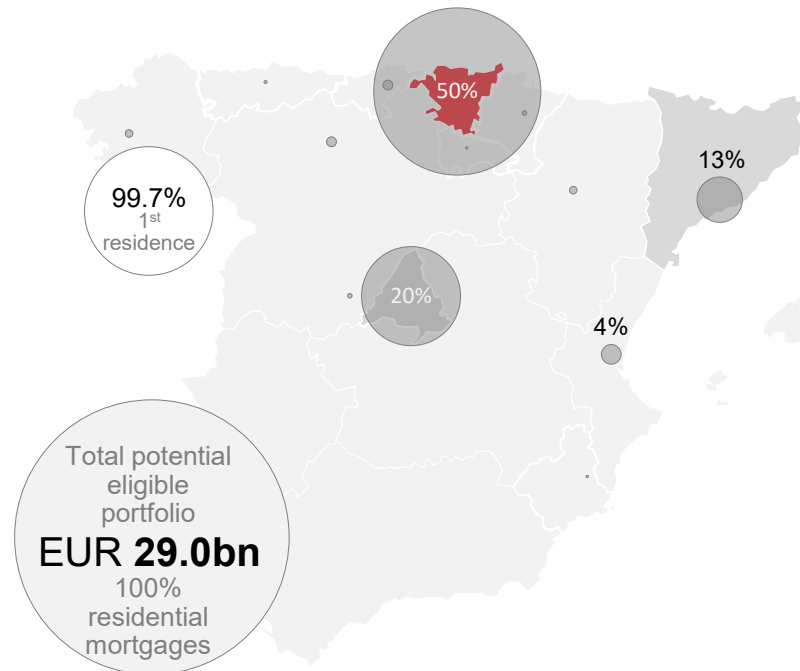 50%
13%
99.7%
1st
residence
20%
4%
Total potential
eligible
portfolio
EUR 29.0bn
100%
residential
mortgages